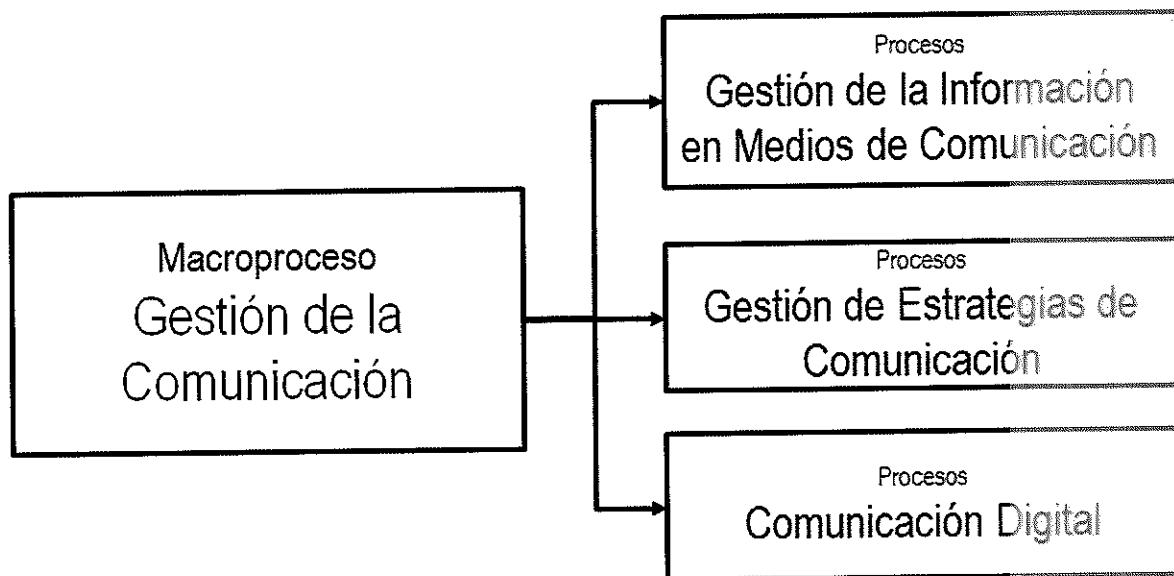 Macroproceso
Gestión de la
Comunicación
Procesos
Gestión de la Información
en Medios de Comunicación
Procesos
Gestión de Estrategias de
Comunicación
Procesos
Comunicación Digital